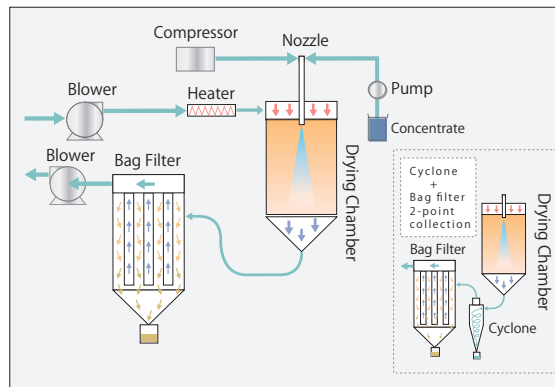 Compressor
Nozzle
Blower
Heater
Pump
Concentrate
Blower
Bag Filter
Drying Chamber
Cyclone
+
Bag filter
2-point
collection
Bag Filter
Drying Chamber
Cyclone